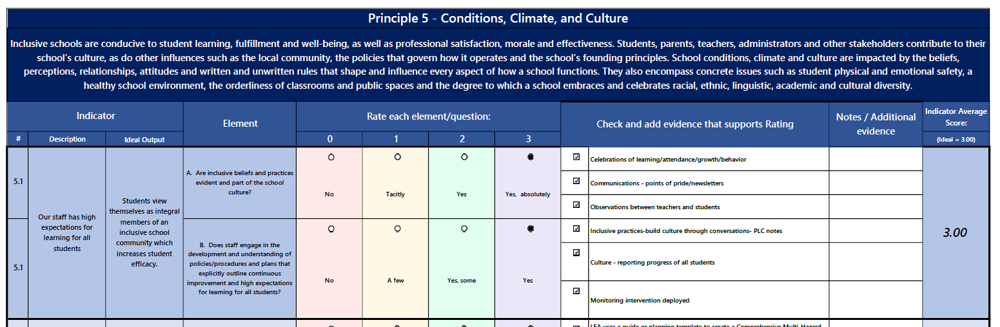 Principle 5 - Conditions, Climate, and Culture
Inclusive schools are conducive to student learning, fulfillment and well-being, as well as professional satisfaction, morale and effectiveness. Students, parents, teachers, administrators and other stakeholders contribute to their
school's culture, as do other influences such as the local community, the policies that govern how it operates and the school's founding principles. School conditions, climate and culture are impacted by the beliefs,
perceptions, relationships, attitudes and written and unwritten rules that shape and influence every aspect of how a school functions. They also encompass concrete issues such as student physical and emotional safety, a
healthy school environment, the orderliness of classrooms and public spaces and the degree to which a school embraces and celebrates racial, ethnic, linguistic, academic and cultural diversity.
Indicator
Element
Rate each element/question:
Check and add evidence that supports Rating
Notes / Additional
evidence
Indicator Average
Score:
#
Description
Ideal Output
0
1
2
3
(Ideal = 3.00)
5.1
Our staff has high
expectations for
learning for all
students
Students view
themselves as integral
members of an
inclusive school
community which
increases student
efficacy.
A. Are inclusive beliefs and practices
evident and part of the school
culture?
No
Tacitly
Yes
Yes, absolutely
Celebrations of learning/attendance/growth/behavior
Communications - points of pride/newsletters
Observations between teachers and students
3.00
5.1
B. Does staff engage in the
development and understanding of
policies/procedures and plans that
explicitly outline continuous
improvement and high expectations
for learning for all students?
No
A few
Yes, some
Yes
Inclusive practices-build culture through conversations- PLC notes
Culture - reporting progress of all students
Monitoring intervention deployed
LEA uses a guide or planning template to create a Comprehensive Multi-Hazard